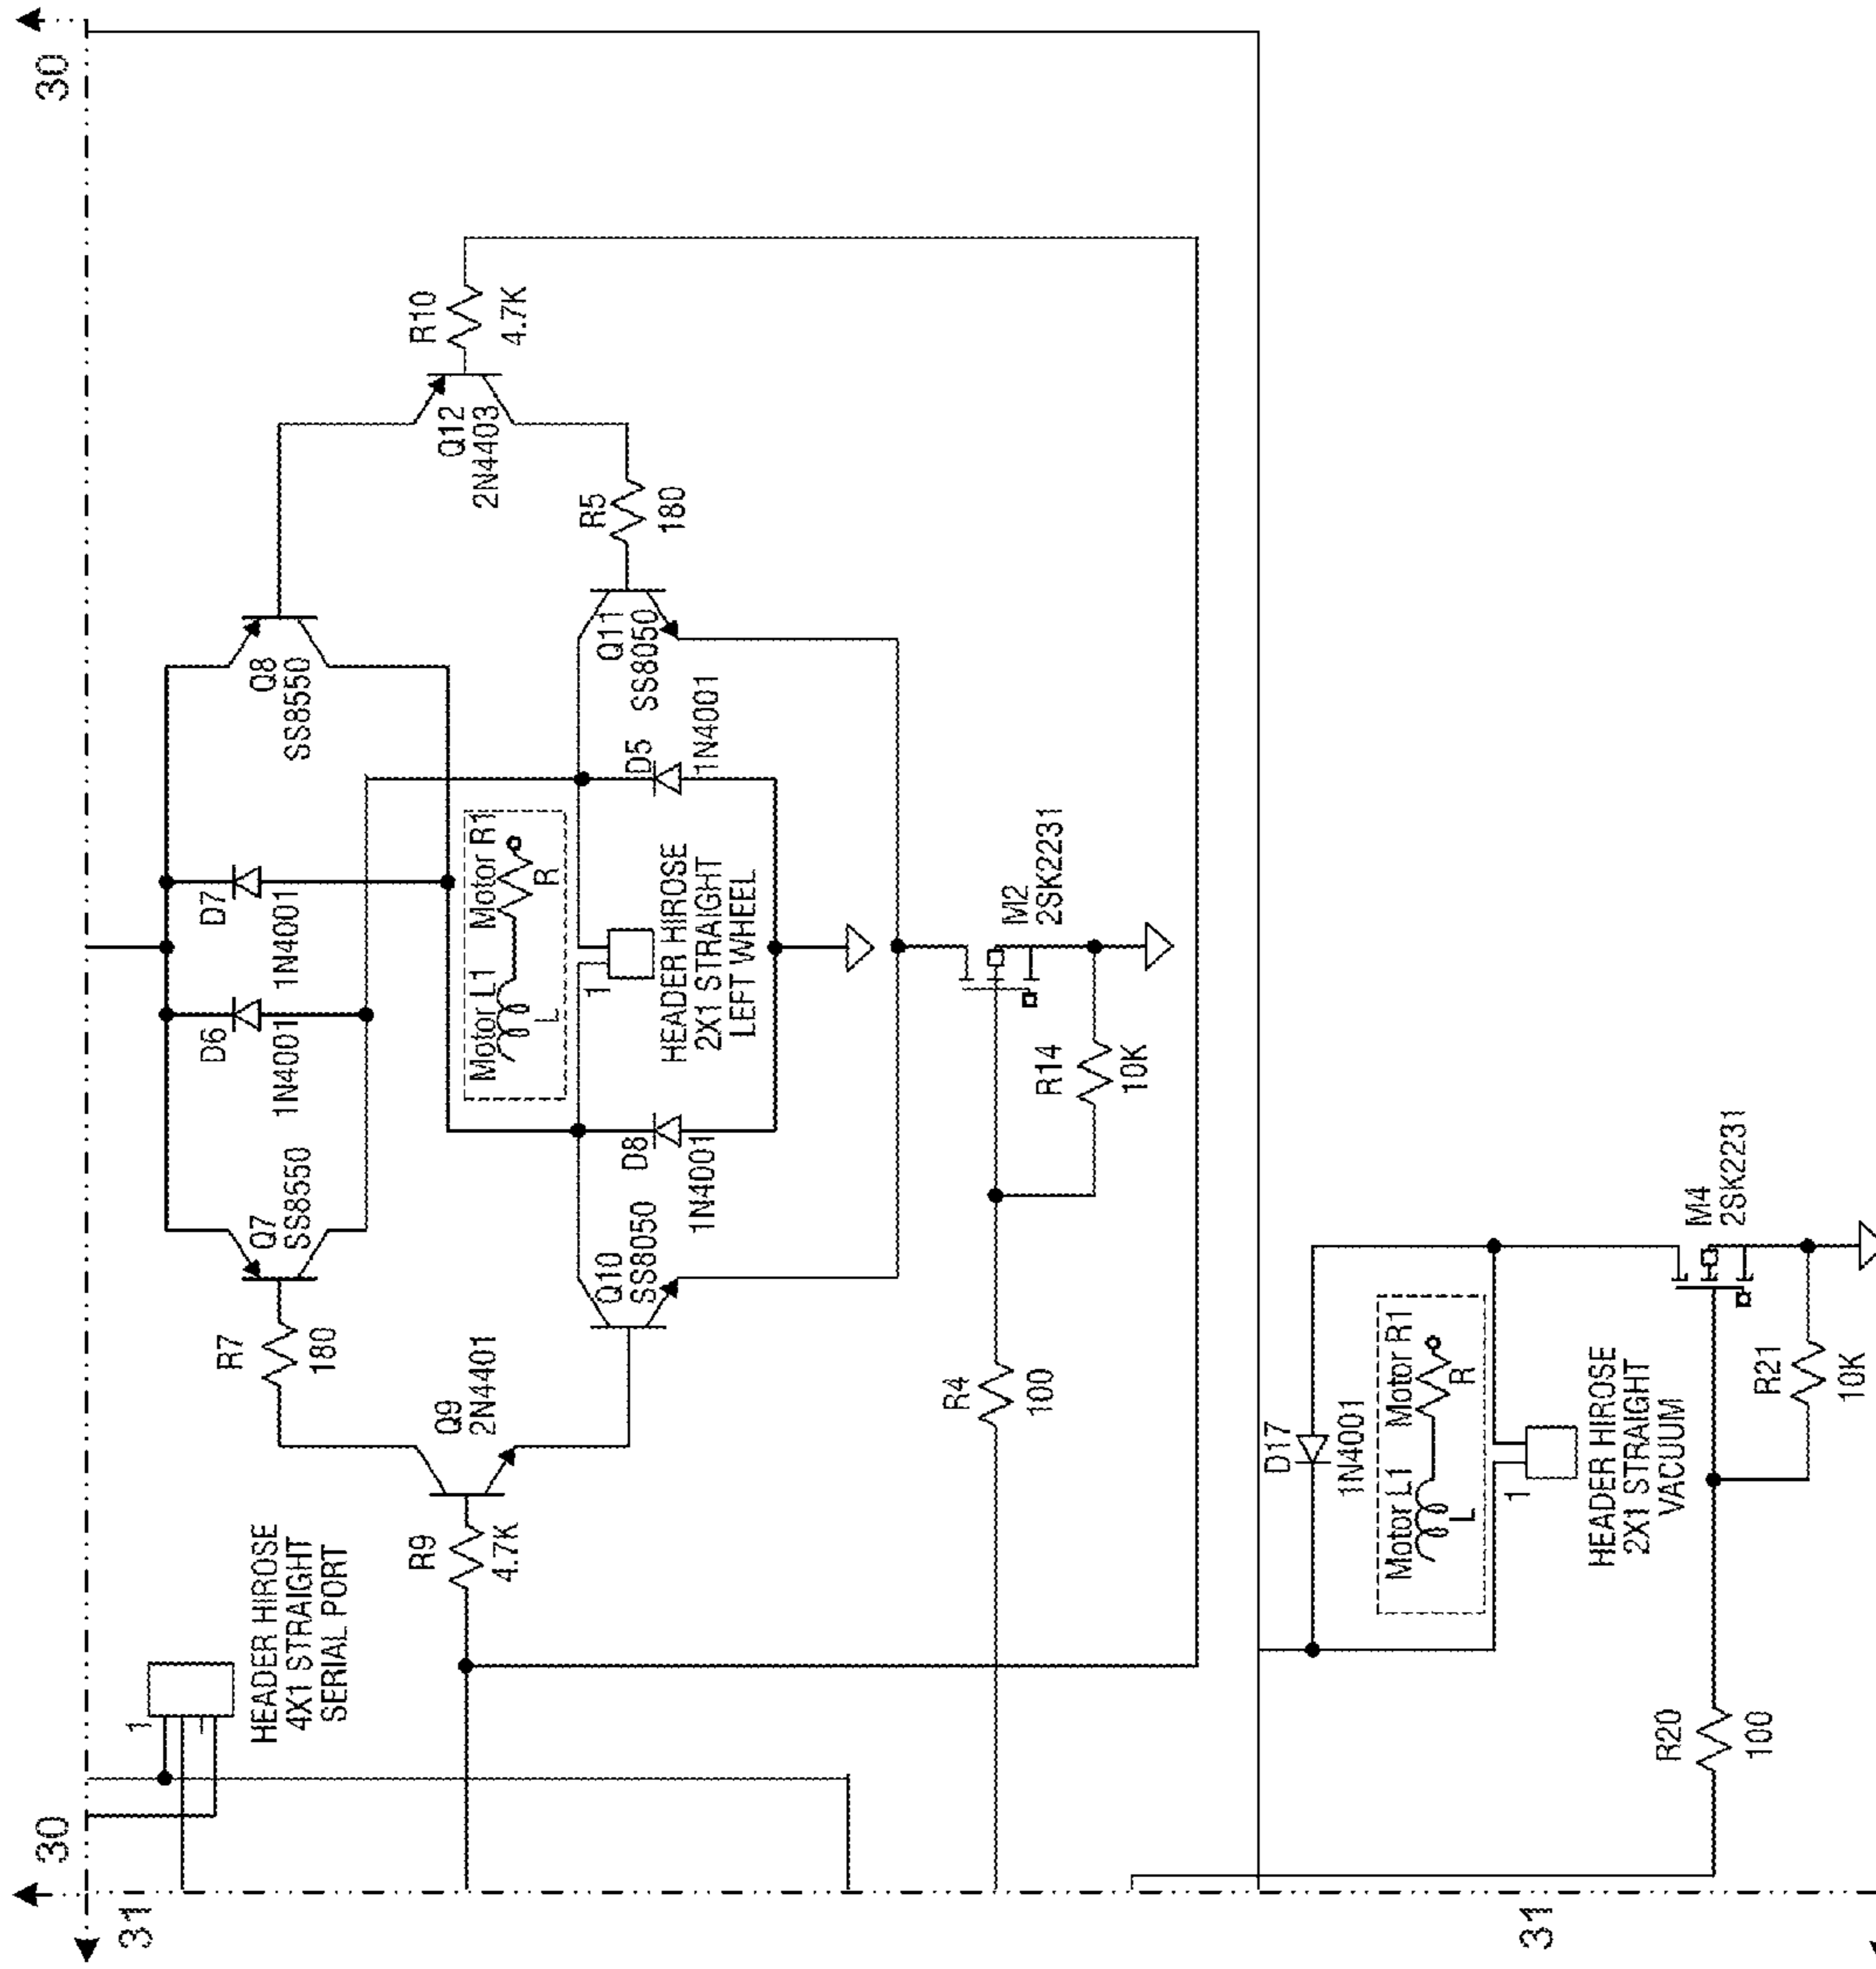 30
30
31
31
HEADER HIROSE
4X1 STRAIGHT
SERIAL PORT
1
R9
4.7K
Q9
2N4401
R7
180
Q7
SS8550
D6
1N4001
D7
1N4001
Q8
SS8550
R10
4.7K
Q12
2N4403
R5
180
Q11
SS8050
D5
1N4001
Motor L1 Motor R1
L
R
1
HEADER HIROSE
2X1 STRAIGHT
LEFT WHEEL
D8
1N4001
Q10
SS8050
M2
2SK2231
R14
10K
R4
100
D17
1N4001
Motor L1 Motor R1
L
R
1
HEADER HIROSE
2X1 STRAIGHT
VACUUM
M4
2SK2231
R21
10K
R20
100